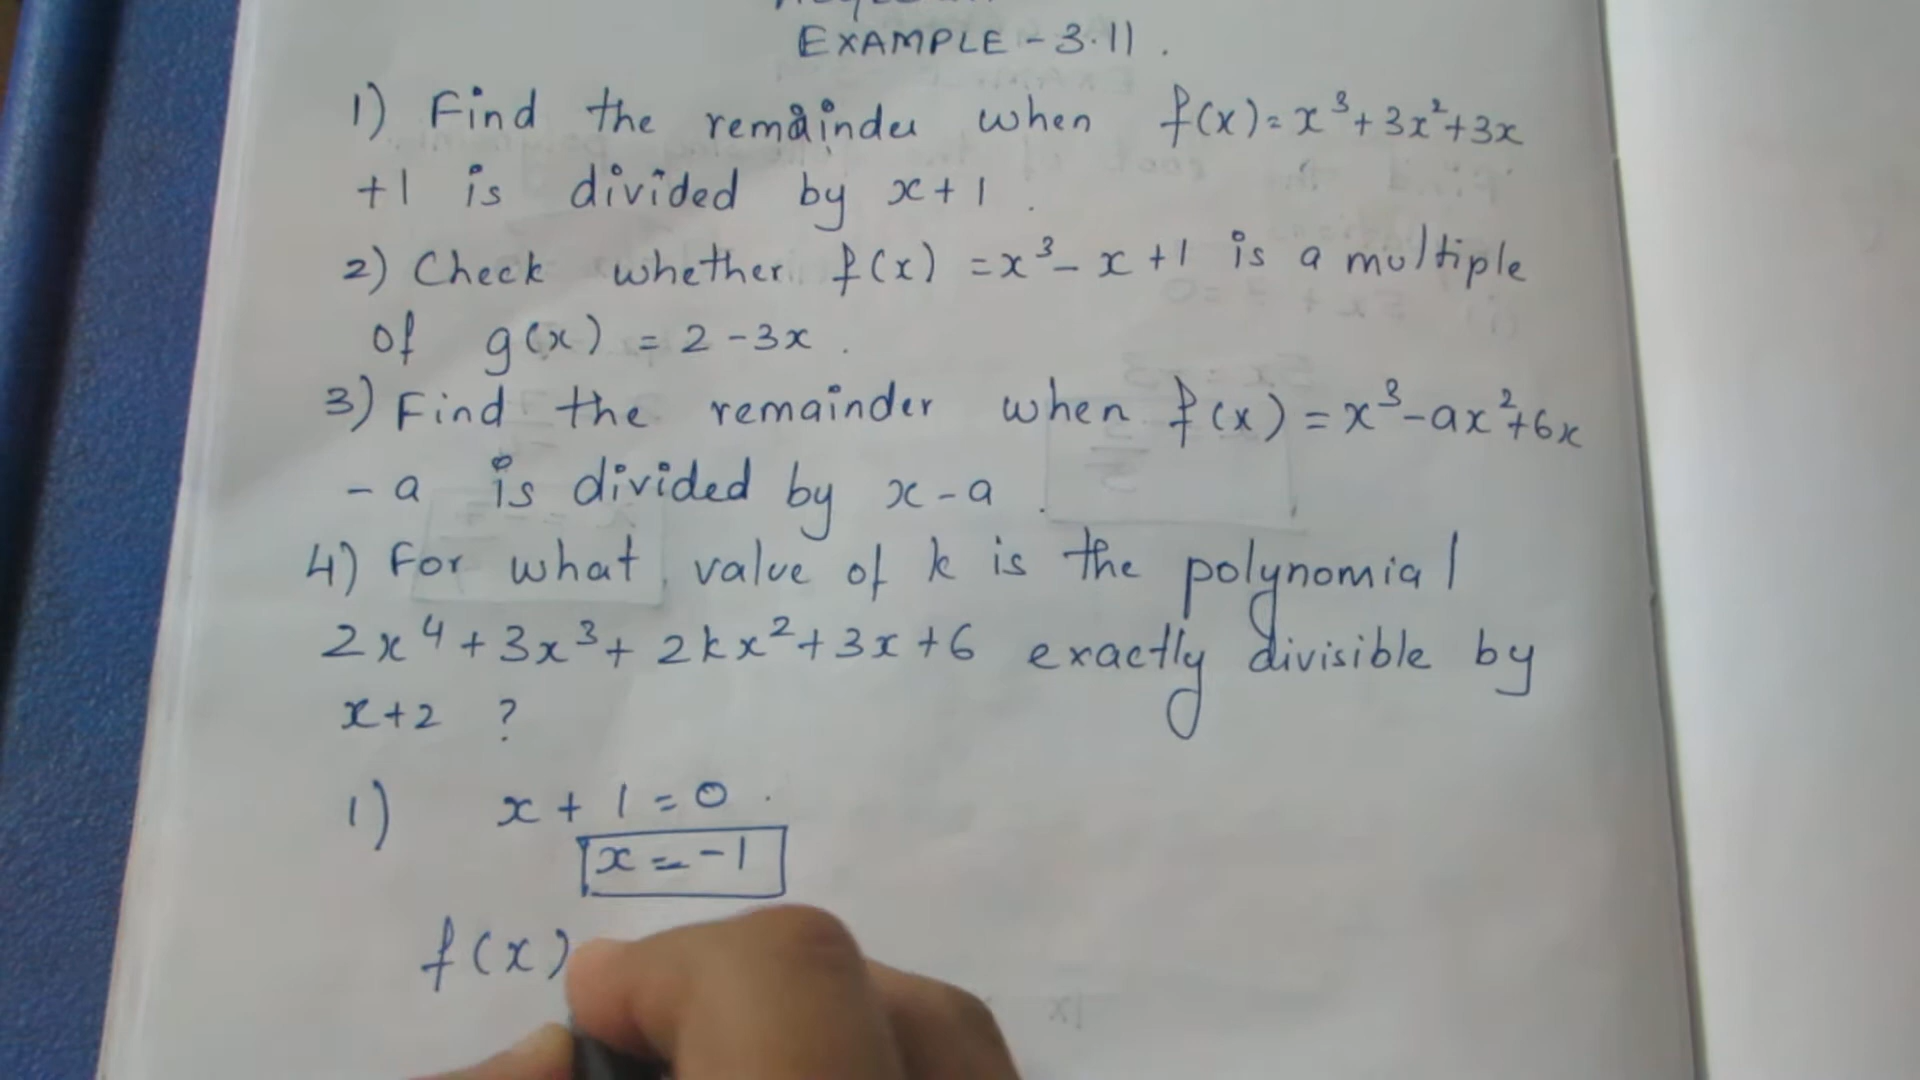 EXAMPLE - 3.11.
1) Find the remainder when f(x) = x³ + 3x² + 3x
+1 is divided by x + 1.
2) Check whether f(x) = x³ - x + 1 is a multiple
of g(x) = 2 - 3x.
3) Find the remainder when f(x) = x³ - ax² + 6x
- a is divided by x - a.
4) For what value of k is the polynomial
2x⁴ + 3x³ + 2kx² + 3x + 6 exactly divisible by
x + 2 ?
1) x + 1 = 0.
x = -1
f(x)